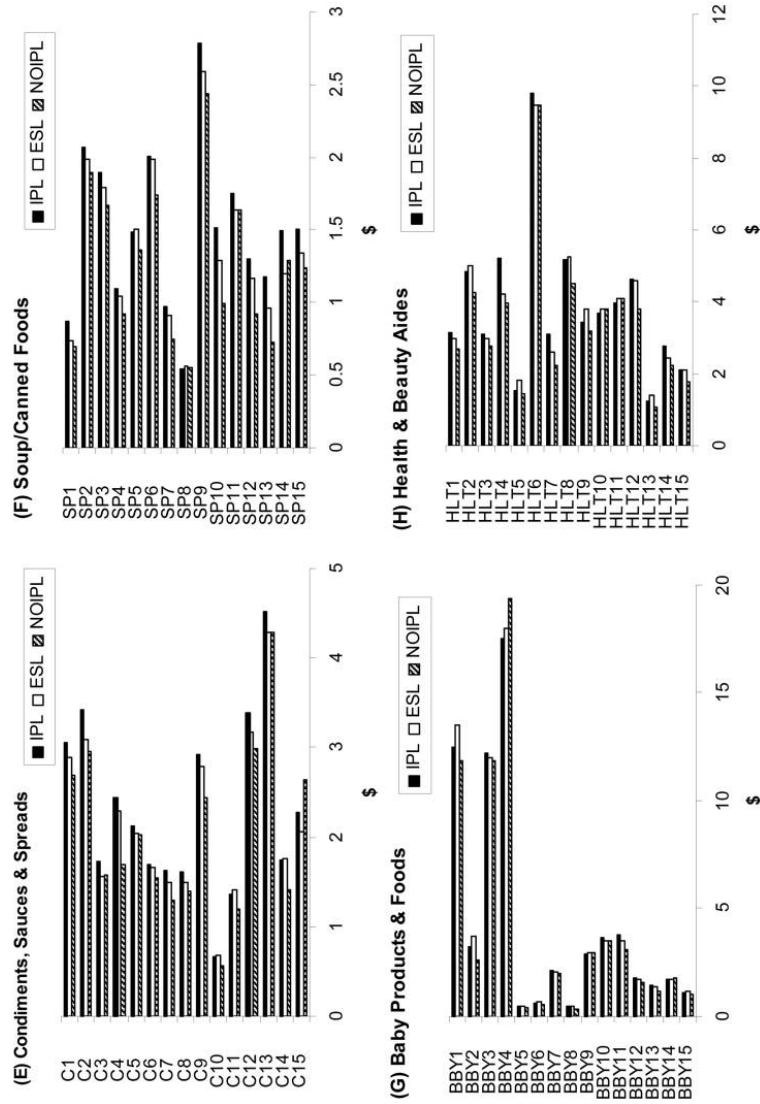 (E) Condiments, Sauces & Spreads
IPL ESL NOIPL
C1
C2
C3
C4
C5
C6
C7
C8
C9
C10
C11
C12
C13
C14
C15
0 1 2 3 4 5
$
(F) Soup/Canned Foods
IPL ESL NOIPL
SP1
SP2
SP3
SP4
SP5
SP6
SP7
SP8
SP9
SP10
SP11
SP12
SP13
SP14
SP15
0 0.5 1 1.5 2 2.5 3
$
(G) Baby Products & Foods
IPL ESL NOIPL
BBY1
BBY2
BBY3
BBY4
BBY5
BBY6
BBY7
BBY8
BBY9
BBY10
BBY11
BBY12
BBY13
BBY14
BBY15
0 5 10 15 20
$
(H) Health & Beauty Aides
IPL ESL NOIPL
HLT1
HLT2
HLT3
HLT4
HLT5
HLT6
HLT7
HLT8
HLT9
HLT10
HLT11
HLT12
HLT13
HLT14
HLT15
0 2 4 6 8 10 12
$